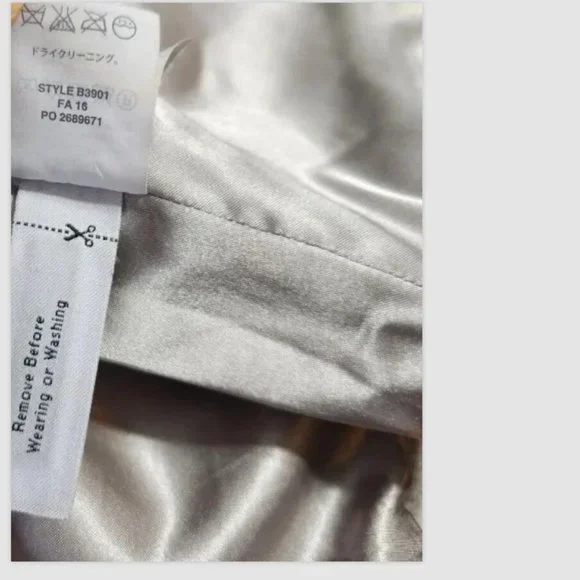 ドライクリーニング。
STYLE B3901
FA 16
PO 2689671
Remove Before
Wearing or Washing